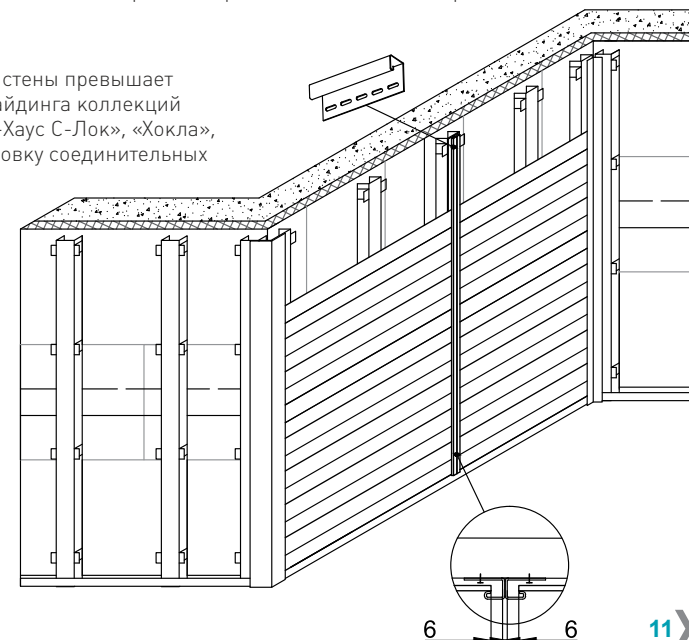 стены превышает
айдинга коллекций
-Хаус С-Лок», «Хокла»,
овку соединительных
6 6
11